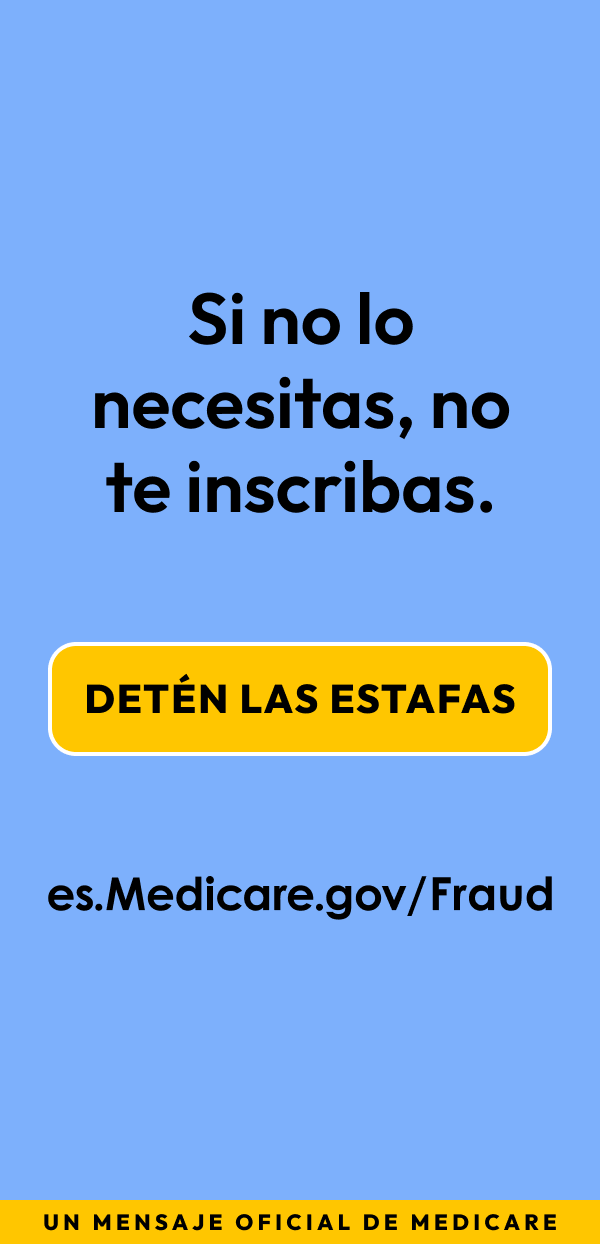 Si no lo
necesitas, no
te inscribas.
DETÉN LAS ESTAFAS
es.Medicare.gov/Fraud
UN MENSAJE OFICIAL DE MEDICARE